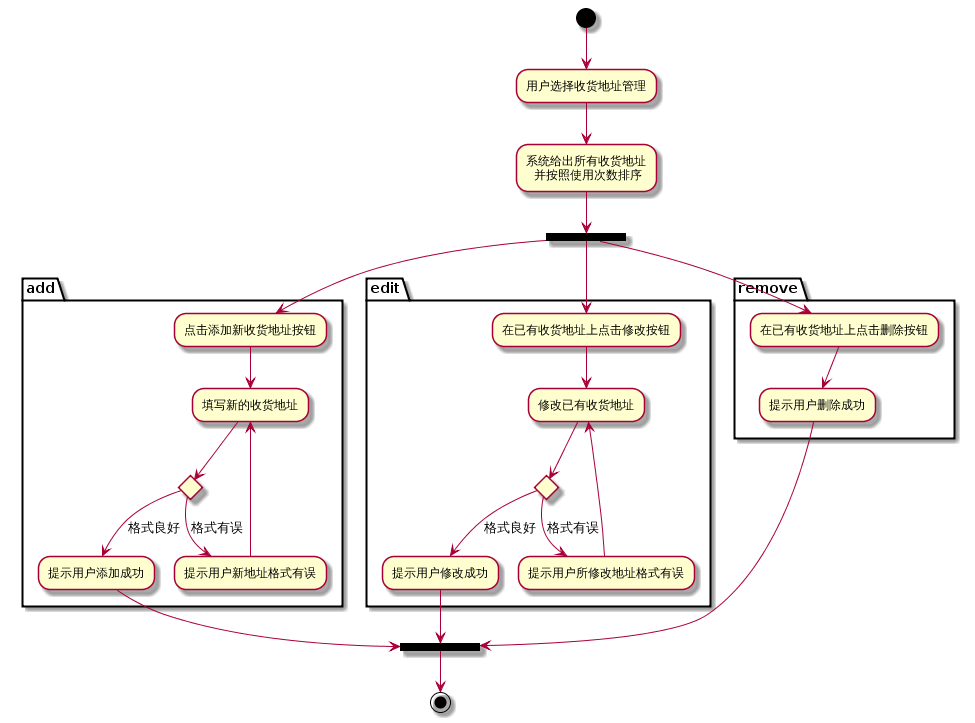 用户选择收货地址管理
系统给出所有收货地址
并按照使用次数排序
add
edit
remove
点击添加新收货地址按钮
在已有收货地址上点击修改按钮
在已有收货地址上点击删除按钮
填写新的收货地址
修改已有收货地址
提示用户删除成功
格式良好
格式有误
格式良好
格式有误
提示用户添加成功
提示用户新地址格式有误
提示用户修改成功
提示用户所修改地址格式有误